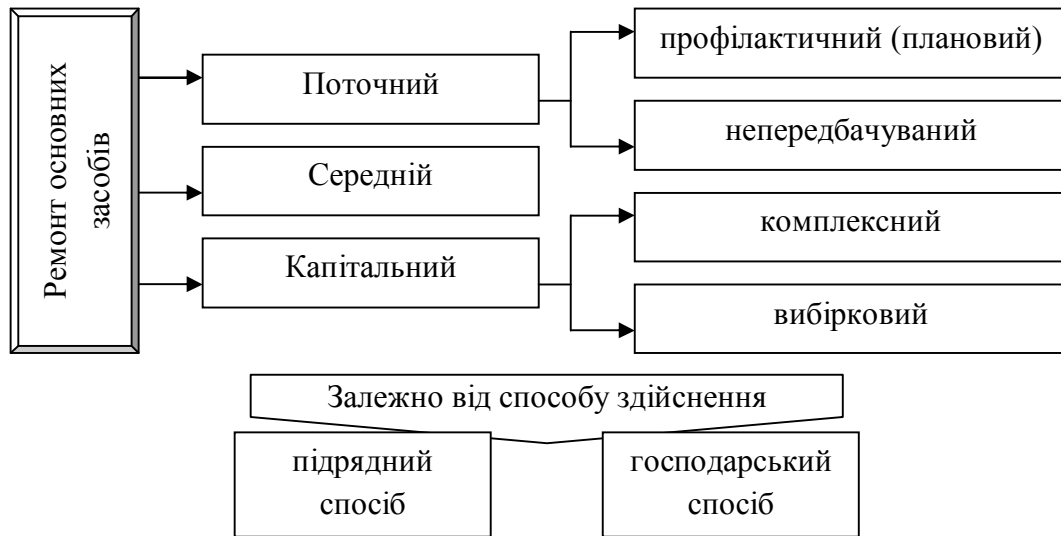 Ремонт основних
засобів
Поточний
профілактичний (плановий)
непередбачуваний
Середній
Капітальний
комплексний
вибірковий
Залежно від способу здійснення
підрядний
спосіб
господарський
спосіб